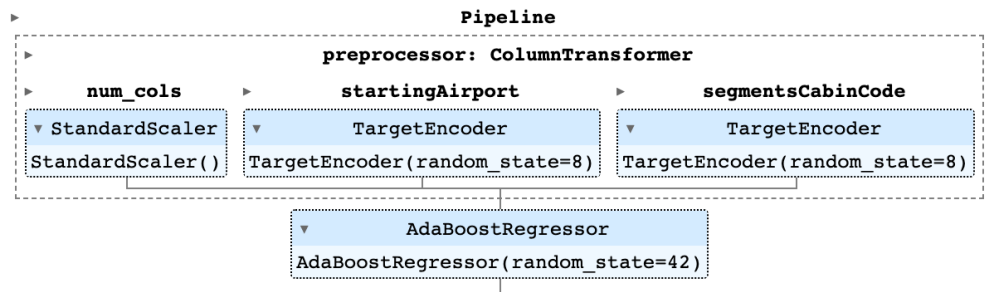 Pipeline
preprocessor: ColumnTransformer
num_cols startingAirport segmentsCabinCode
StandardScaler TargetEncoder TargetEncoder
StandardScaler() TargetEncoder(random_state=8) TargetEncoder(random_state=8)
AdaBoostRegressor
AdaBoostRegressor(random_state=42)